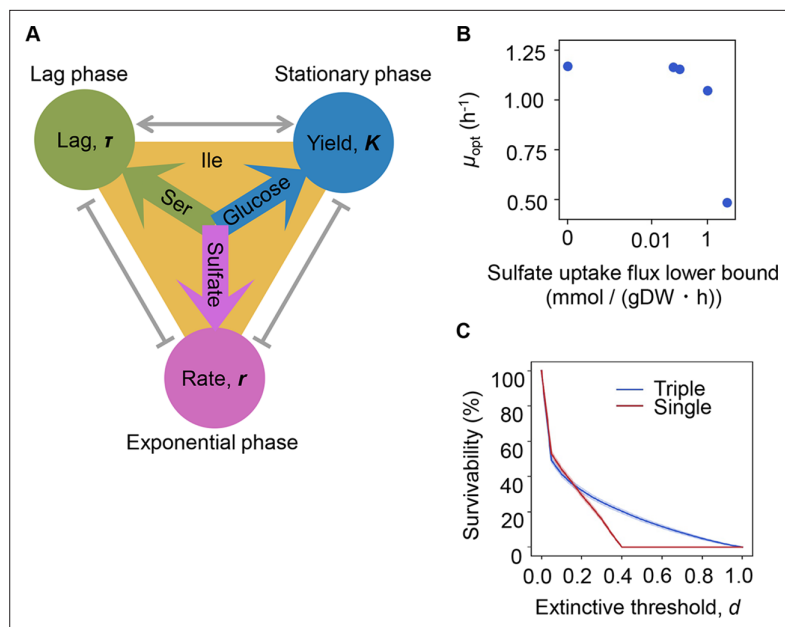 A
Lag phase
Stationary phase
Lag, τ
Yield, K
Ile
Ser
Glucose
Sulfate
Rate, r
Exponential phase
B
μopt (h-1)
1.25
1.00
0.75
0.50
0
0.01
1
Sulfate uptake flux lower bound
(mmol / (gDW · h))
C
Survivability (%)
100
80
60
40
20
0
Triple
Single
0.0
0.2
0.4
0.6
0.8
1.0
Extinctive threshold, d